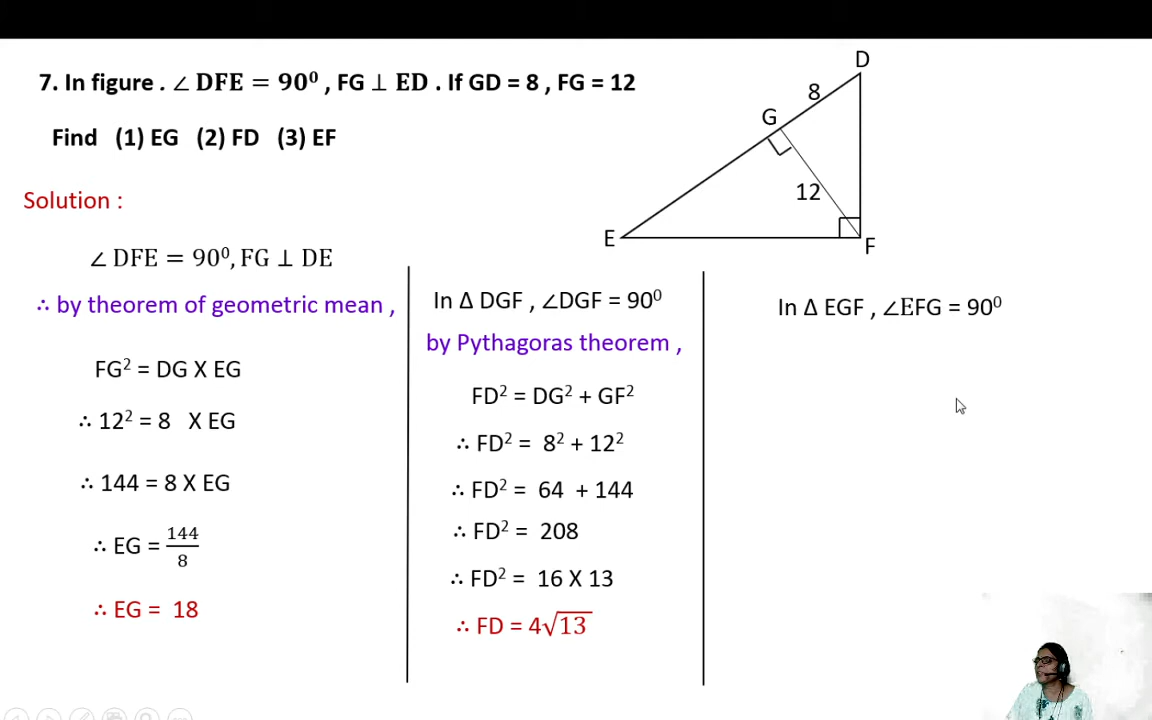 7. In figure . ∠ DFE = 90⁰ , FG ⊥ ED . If GD = 8 , FG = 12
Find (1) EG (2) FD (3) EF
D
8
G
12
E
F
Solution :
∠ DFE = 90⁰, FG ⊥ DE
∴ by theorem of geometric mean ,
FG² = DG X EG
∴ 12² = 8 X EG
∴ 144 = 8 X EG
∴ EG = 144/8
∴ EG = 18
In Δ DGF , ∠DGF = 90⁰
by Pythagoras theorem ,
FD² = DG² + GF²
∴ FD² = 8² + 12²
∴ FD² = 64 + 144
∴ FD² = 208
∴ FD² = 16 X 13
∴ FD = 4√13
In Δ EGF , ∠EFG = 90⁰